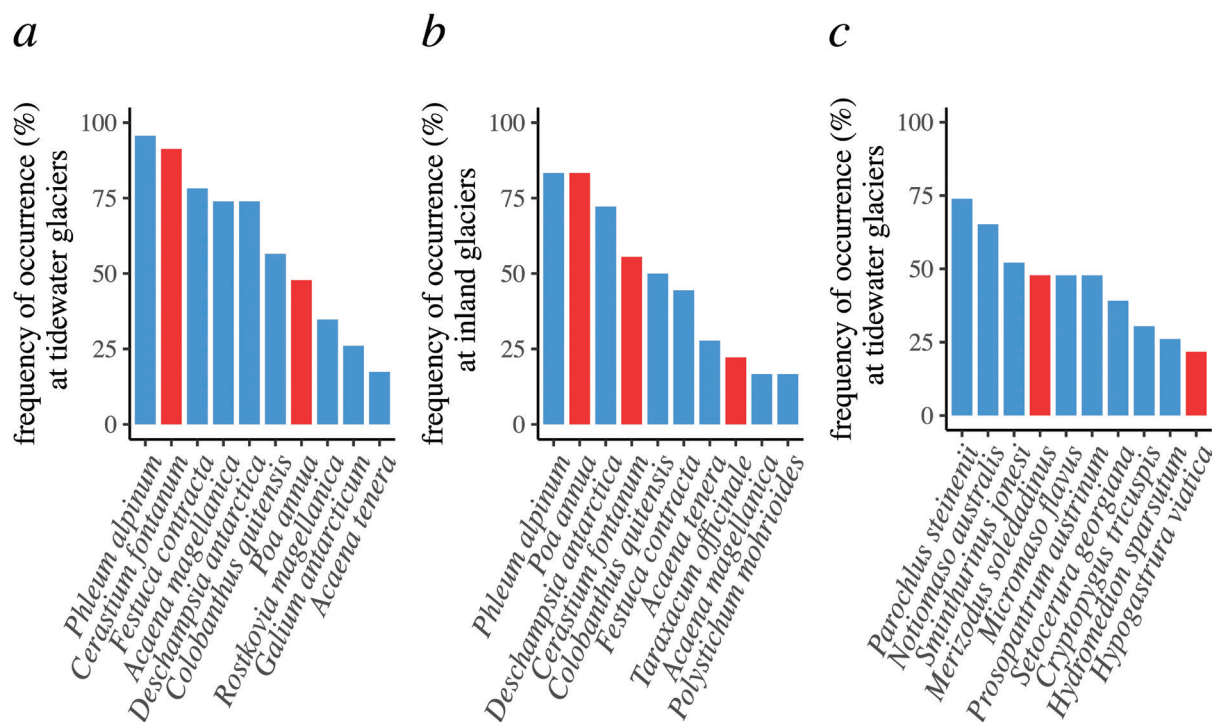 a
b
c
frequency of occurrence (%)
at tidewater glaciers
100
75
50
25
0
Phleum alpinum
Cerastium fontanum
Festuca contracta
Acaena magellanica
Deschampsia antarctica
Colobanthus quitensis
Poa annua
Rostkovia magellanica
Galium antarcticum
Acaena tenera
frequency of occurrence (%)
at inland glaciers
100
75
50
25
0
Phleum alpinum
Poa annua
Deschampsia antarctica
Cerastium fontanum
Colobanthus quitensis
Festuca contracta
Acaena tenera
Taraxacum officinale
Acaena magellanica
Polystichum mohrioides
frequency of occurrence (%)
at tidewater glaciers
100
75
50
25
0
Parochlus steinenii
Notiomaso australis
Sminthurinus jonesi
Merizodus soledadinus
Micromaso flavus
Prosopantrum austrinum
Setocerura georgiana
Cryptopygus tricuspis
Hydromedion sparsutum
Hypogastrura viatica